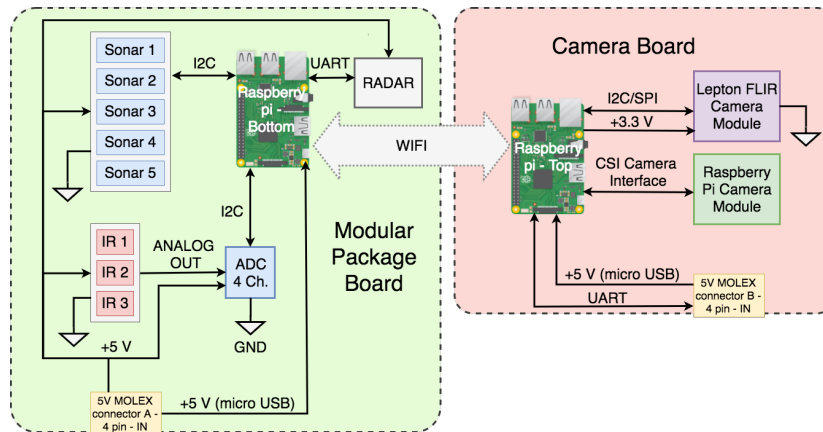 Sonar 1
Sonar 2
Sonar 3
Sonar 4
Sonar 5
I2C
Raspberry
pi -
Bottom
UART
RADAR
I2C
IR 1
IR 2
IR 3
ANALOG
OUT
ADC
4 Ch.
GND
Modular
Package
Board
+5 V
5V MOLEX
connector A -
4 pin - IN
+5 V (micro USB)
WIFI
Camera Board
Raspberry
pi - Top
I2C/SPI
+3.3 V
Lepton FLIR
Camera
Module
CSI Camera
Interface
Raspberry
Pi Camera
Module
+5 V (micro USB)
UART
5V MOLEX
connector B -
4 pin - IN